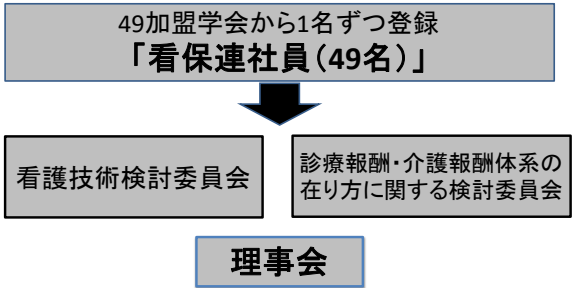 49加盟学会から1名ずつ登録
「看保連社員（49名）」
看護技術検討委員会
診療報酬・介護報酬体系の
在り方に関する検討委員会
理事会